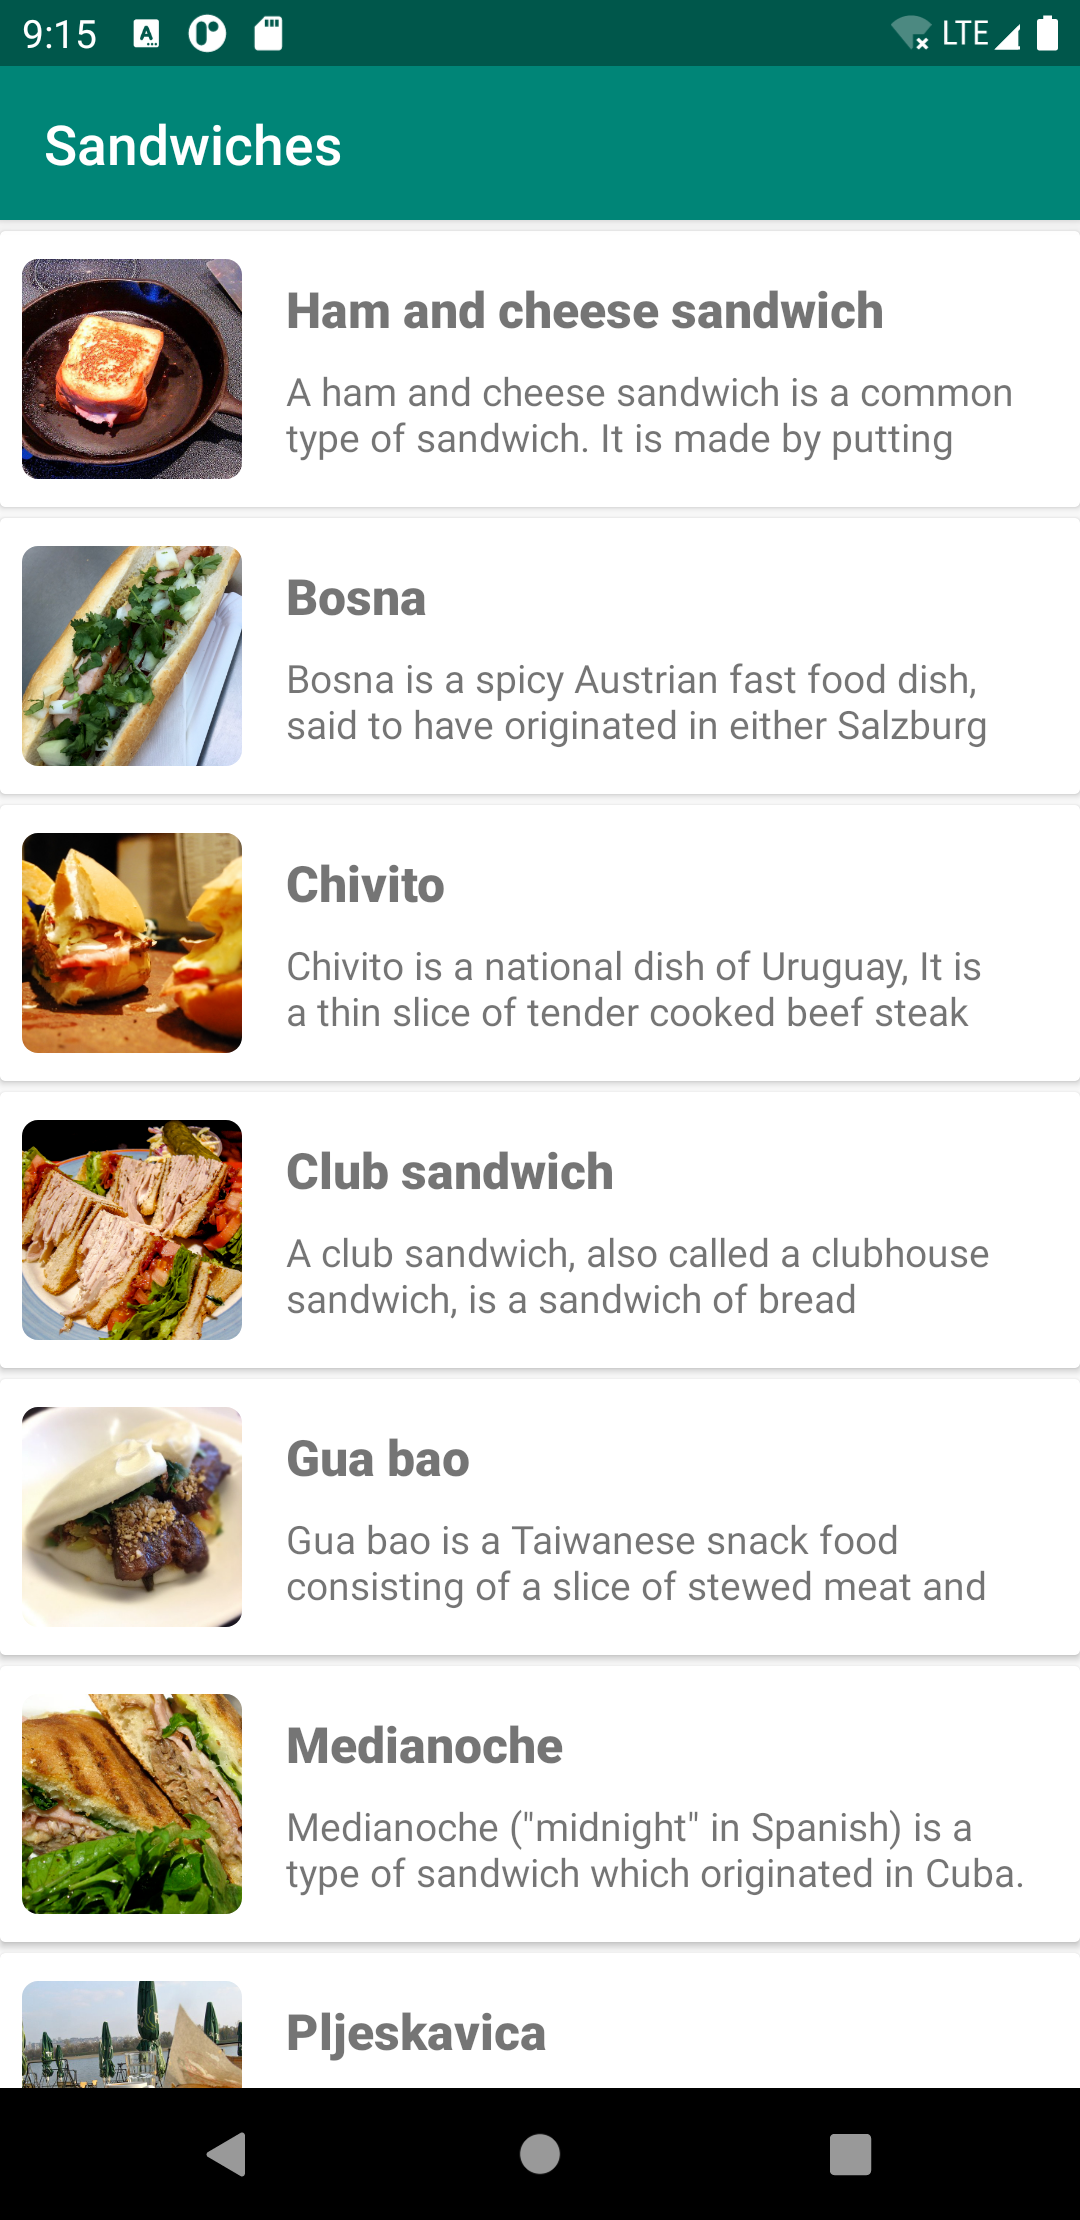 9:15
LTE
Sandwiches
Ham and cheese sandwich
A ham and cheese sandwich is a common
type of sandwich. It is made by putting
Bosna
Bosna is a spicy Austrian fast food dish,
said to have originated in either Salzburg
Chivito
Chivito is a national dish of Uruguay, It is
a thin slice of tender cooked beef steak
Club sandwich
A club sandwich, also called a clubhouse
sandwich, is a sandwich of bread
Gua bao
Gua bao is a Taiwanese snack food
consisting of a slice of stewed meat and
Medianoche
Medianoche ("midnight" in Spanish) is a
type of sandwich which originated in Cuba.
Pljeskavica